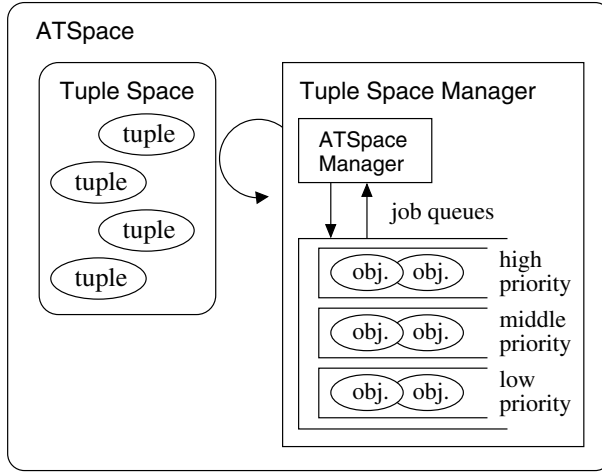 ATSpace
Tuple Space
tuple
tuple
tuple
tuple
Tuple Space Manager
ATSpace
Manager
job queues
obj. obj.
high
priority
obj. obj.
middle
priority
obj. obj.
low
priority